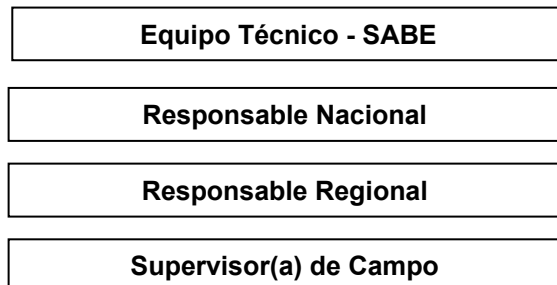 Equipo Técnico - SABE
Responsable Nacional
Responsable Regional
Supervisor(a) de Campo